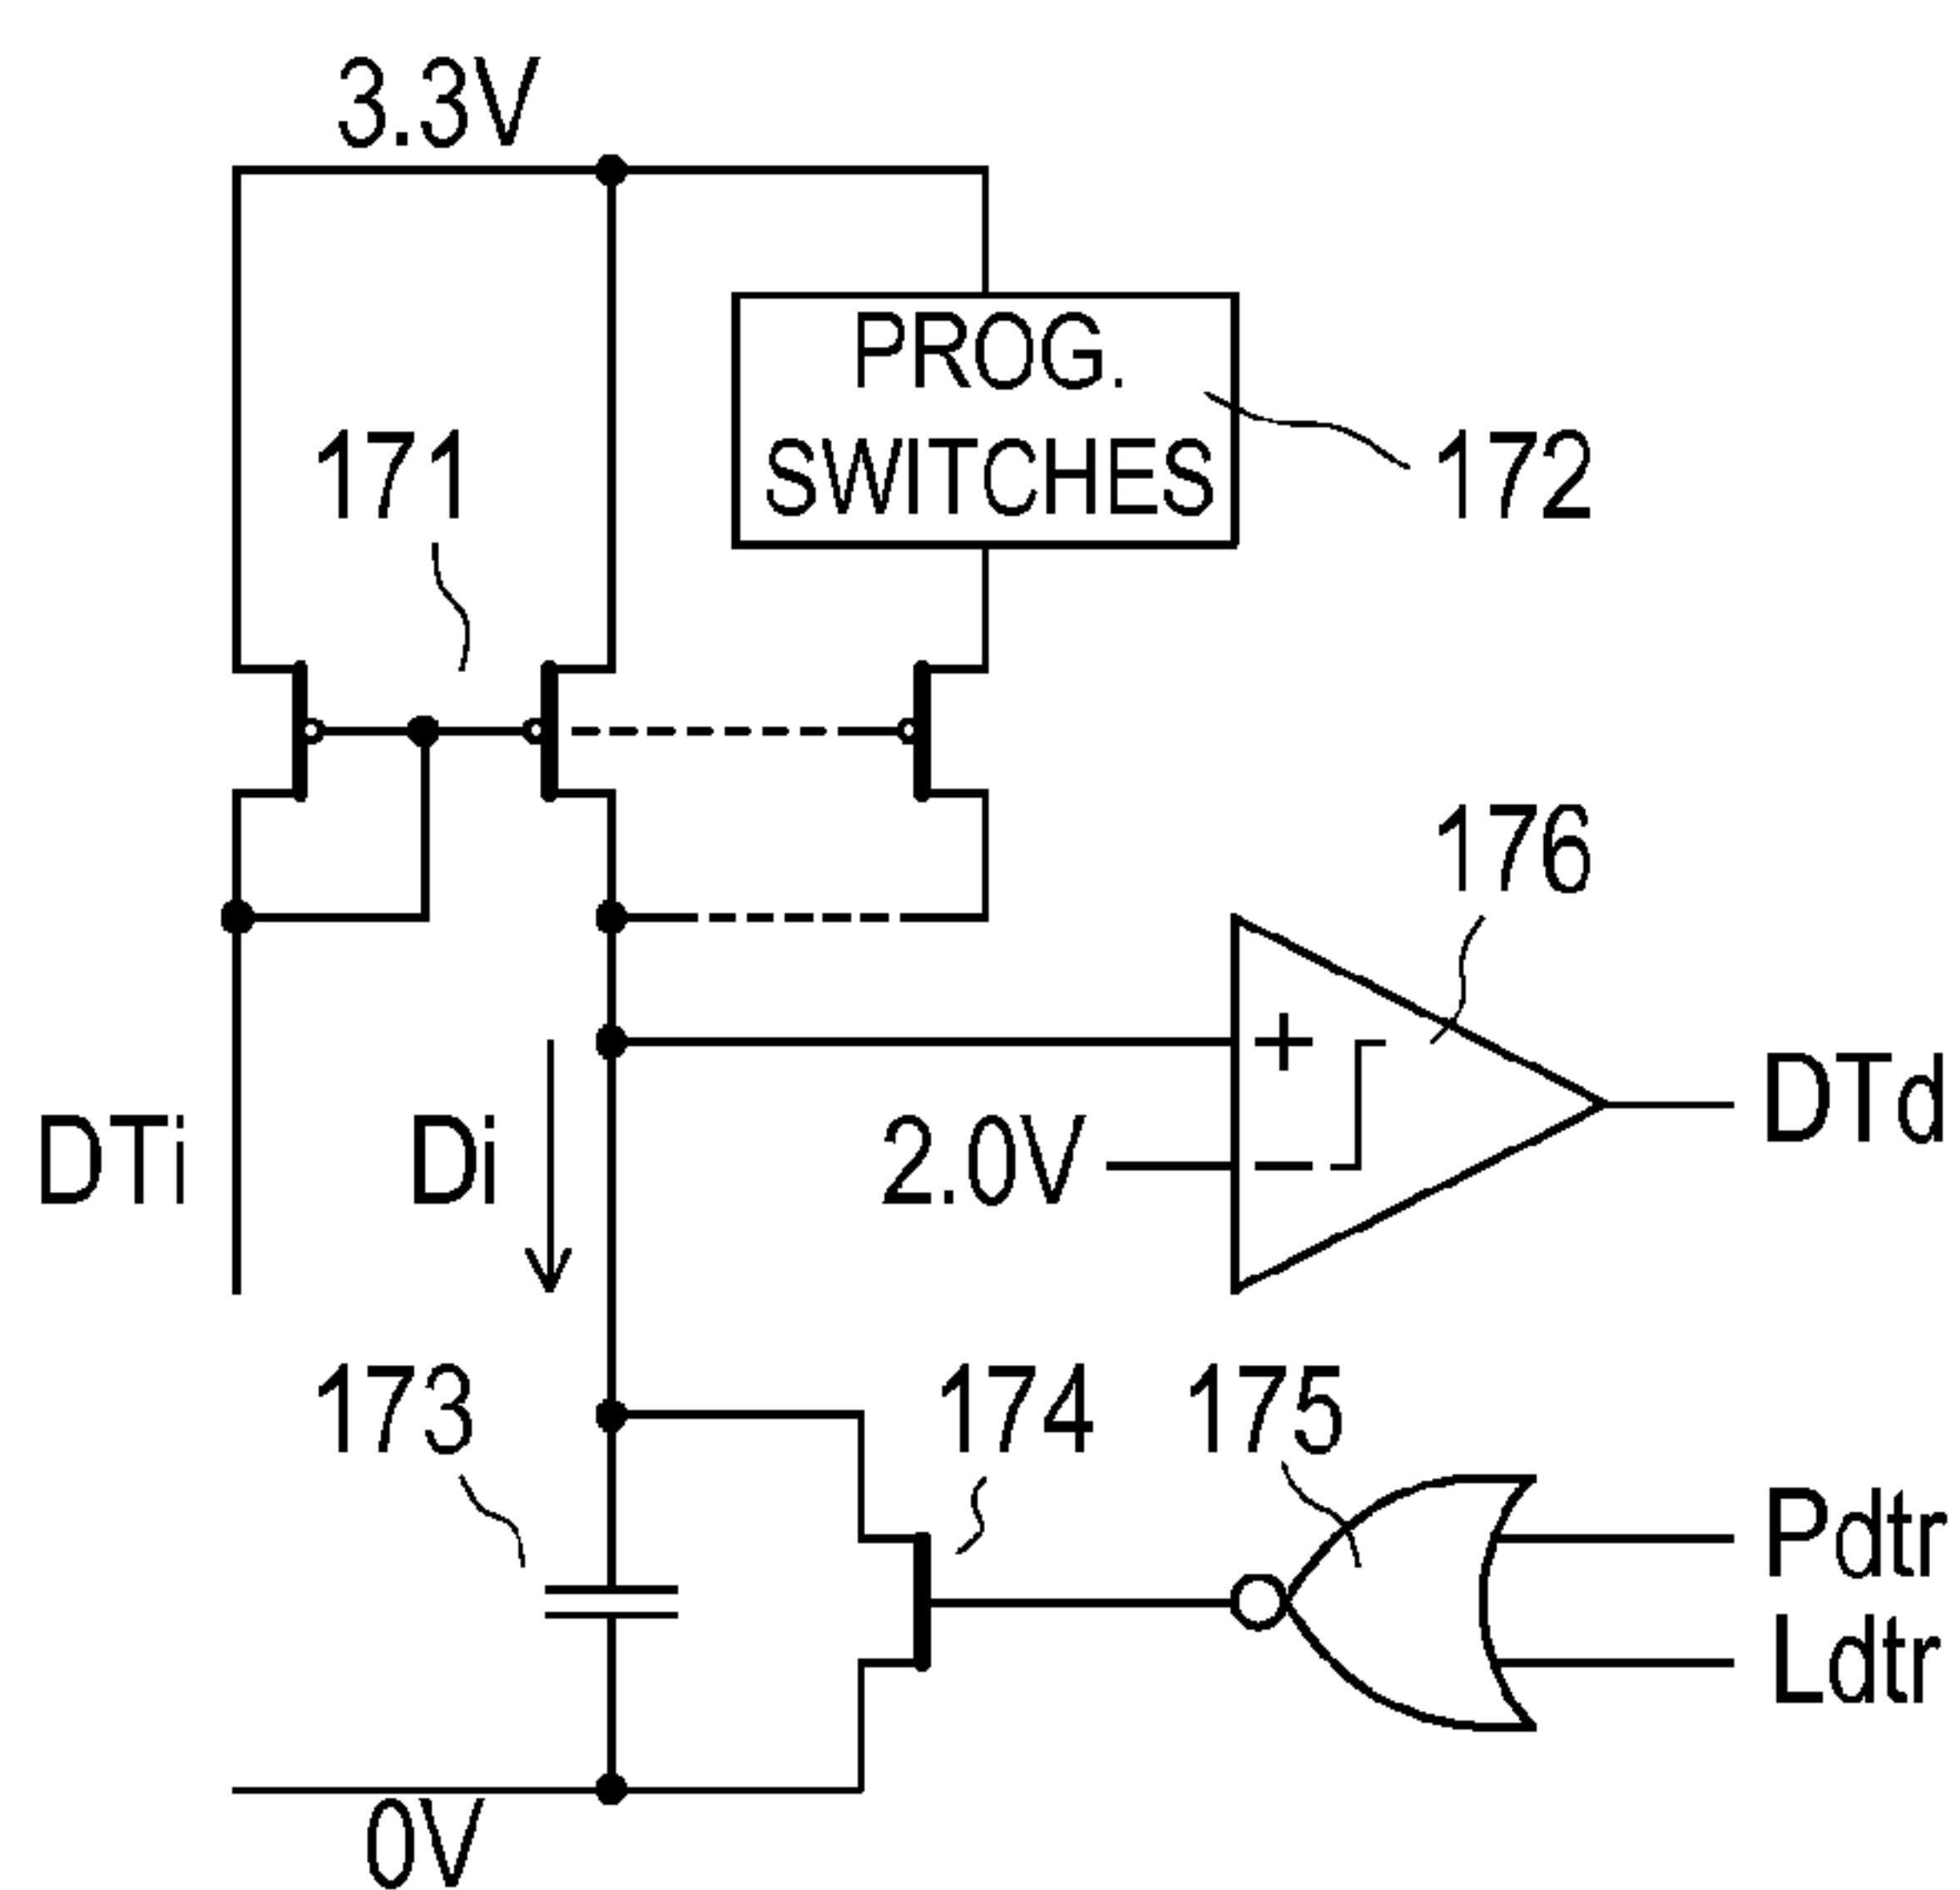 3.3V
PROG.
SWITCHES
171
172
176
+
DTd
DTi
Di
2.0V
−
173
174
175
Pdtr
Ldtr
0V